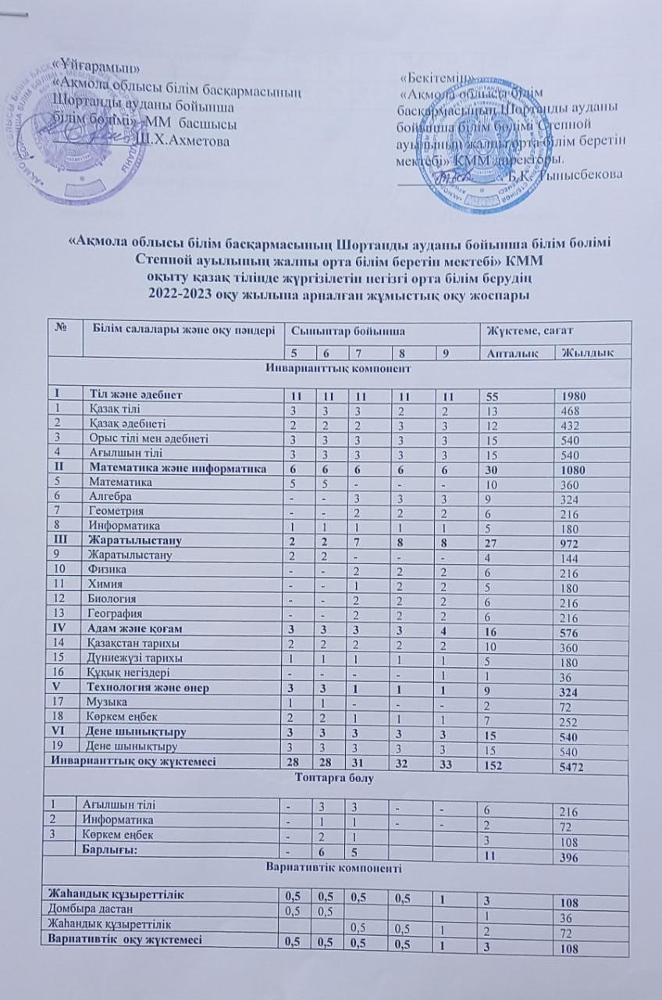 «Ұйғарамын»
«Ақмола облысы білім басқармасының
Шортанды ауданы бойынша
білім бөлімі» ММ басшысы
Ш.Х.Ахметова
«Бекітемін»
«Ақмола облысы білім
басқармасының Шортанды ауданы
бойынша білім бөлімі Степной
ауылының жалпы орта білім беретін
мектебі» КММ директоры.
Б.К. Тынысбекова
«Ақмола облысы білім басқармасының Шортанды ауданы бойынша білім бөлімі
Степной ауылының жалпы орта білім беретін мектебі» КММ
оқыту қазақ тілінде жүргізілетін негізгі орта білім берудің
2022-2023 оқу жылына арналған жұмыстық оқу жоспары
№ Білім салалары және оқу пәндері Сыныптар бойынша Жүктеме, сағат
5 6 7 8 9 Апталық Жылдық
Инварианттық компонент
I Тіл және әдебиет 11 11 11 11 11 55 1980
1 Қазақ тілі 3 3 3 2 2 13 468
2 Қазақ әдебиеті 2 2 2 3 3 12 432
3 Орыс тілі мен әдебиеті 3 3 3 3 3 15 540
4 Ағылшын тілі 3 3 3 3 3 15 540
II Математика және информатика 6 6 6 6 6 30 1080
5 Математика 5 5 - - - 10 360
6 Алгебра - - 3 3 3 9 324
7 Геометрия - - 2 2 2 6 216
8 Информатика 1 1 1 1 1 5 180
III Жаратылыстану 2 2 7 8 8 27 972
9 Жаратылыстану 2 2 - - - 4 144
10 Физика - - 2 2 2 6 216
11 Химия - - 1 2 2 5 180
12 Биология - - 2 2 2 6 216
13 География - - 2 2 2 6 216
IV Адам және қоғам 3 3 3 3 4 16 576
14 Қазақстан тарихы 2 2 2 2 2 10 360
15 Дүниежүзі тарихы 1 1 1 1 1 5 180
16 Құқық негіздері - - - - 1 1 36
V Технология және өнер 3 3 1 1 1 9 324
17 Музыка 1 1 - - - 2 72
18 Көркем еңбек 2 2 1 1 1 7 252
VI Дене шынықтыру 3 3 3 3 3 15 540
19 Дене шынықтыру 3 3 3 3 3 15 540
Инварианттық оқу жүктемесі 28 28 31 32 33 152 5472
Топтарға бөлу
1 Ағылшын тілі - 3 3 - - 6 216
2 Информатика - 1 1 - - 2 72
3 Көркем еңбек - 2 1 3 108
Барлығы: - 6 5 11 396
Вариативтік компоненті
Жаһандық құзыреттілік 0,5 0,5 0,5 0,5 1 3 108
Домбыра дастан 0,5 0,5 1 36
Жаһандық құзыреттілік 0,5 0,5 1 2 72
Вариативтік оқу жүктемесі 0,5 0,5 0,5 0,5 1 3 108